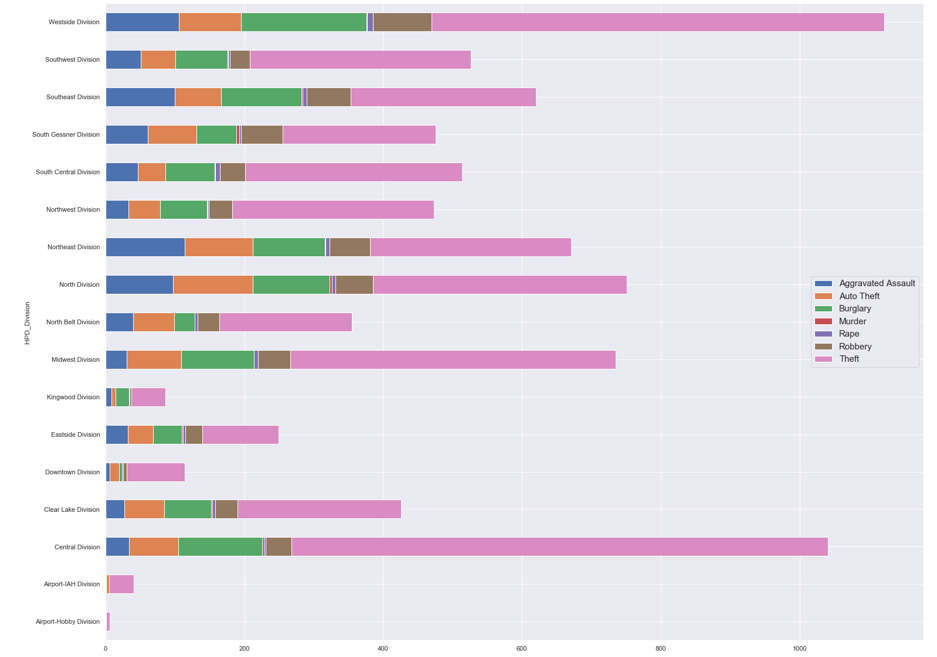 HPD_Division
Westside Division
Southwest Division
Southeast Division
South Gessner Division
South Central Division
Northwest Division
Northeast Division
North Division
North Belt Division
Midwest Division
Kingwood Division
Eastside Division
Downtown Division
Clear Lake Division
Central Division
Airport-IAH Division
Airport-Hobby Division
0 200 400 600 800 1000
Aggravated Assault
Auto Theft
Burglary
Murder
Rape
Robbery
Theft